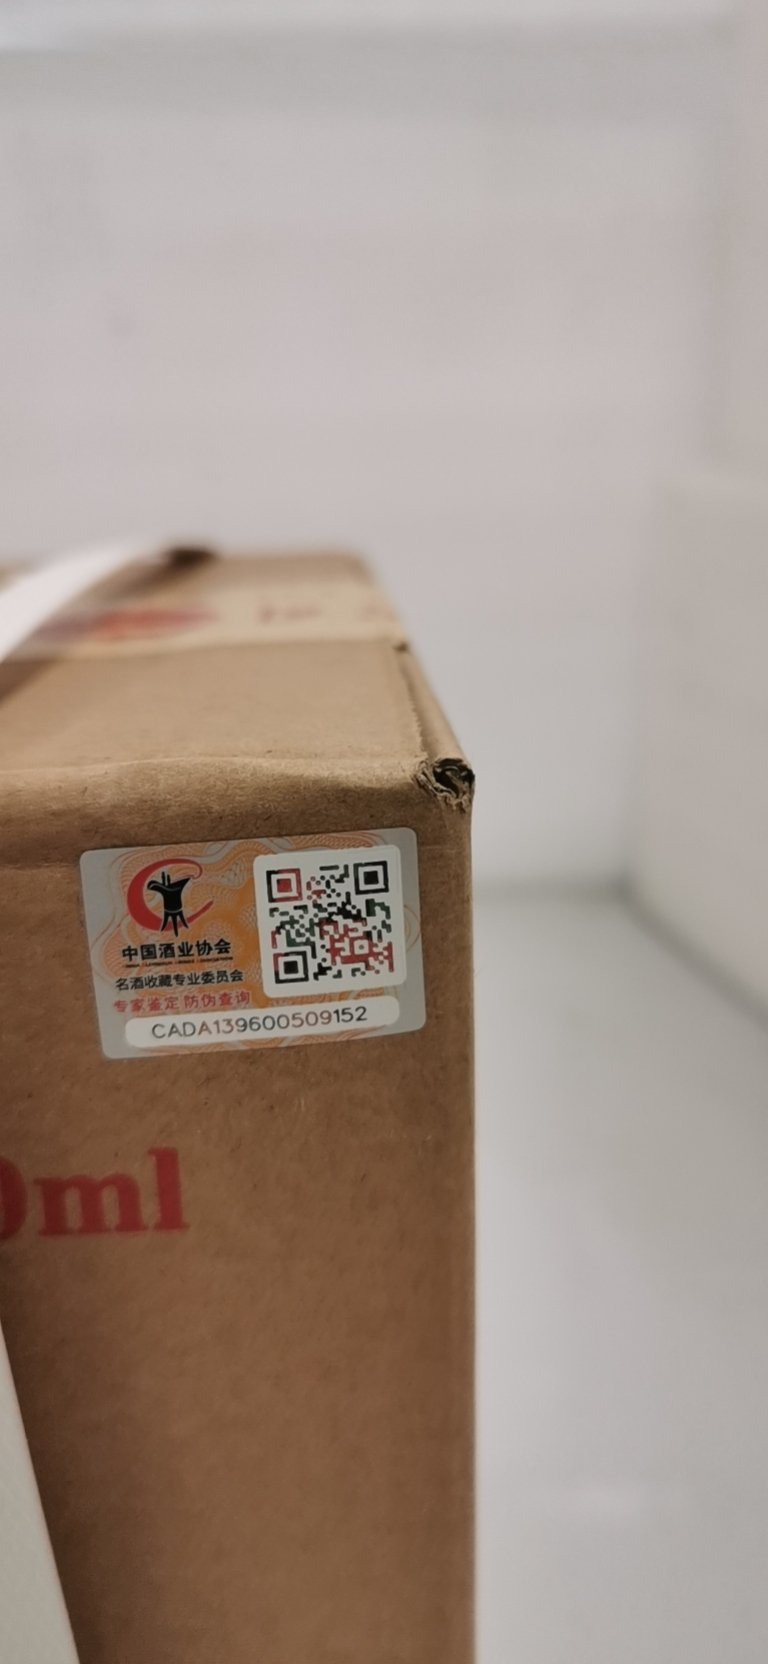 中国酒业协会
名酒收藏专业委员会
专家鉴定 防伪查询
CADA139600509152
0ml